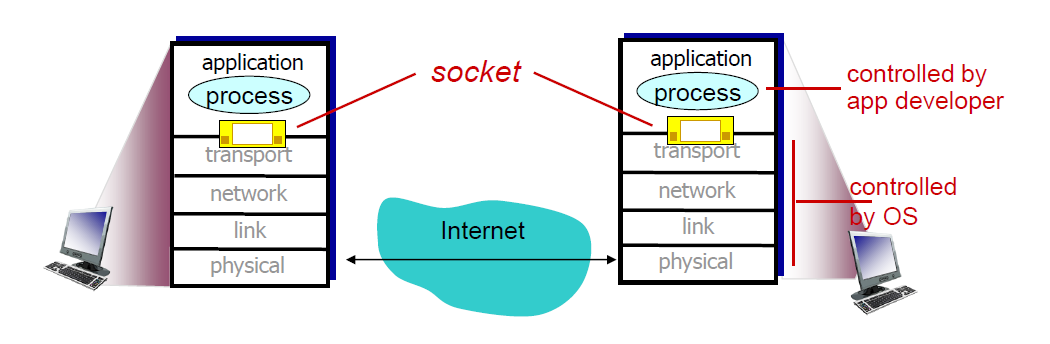 application
process
transport
network
link
physical
socket
Internet
application
process
transport
network
link
physical
controlled by
app developer
controlled
by OS